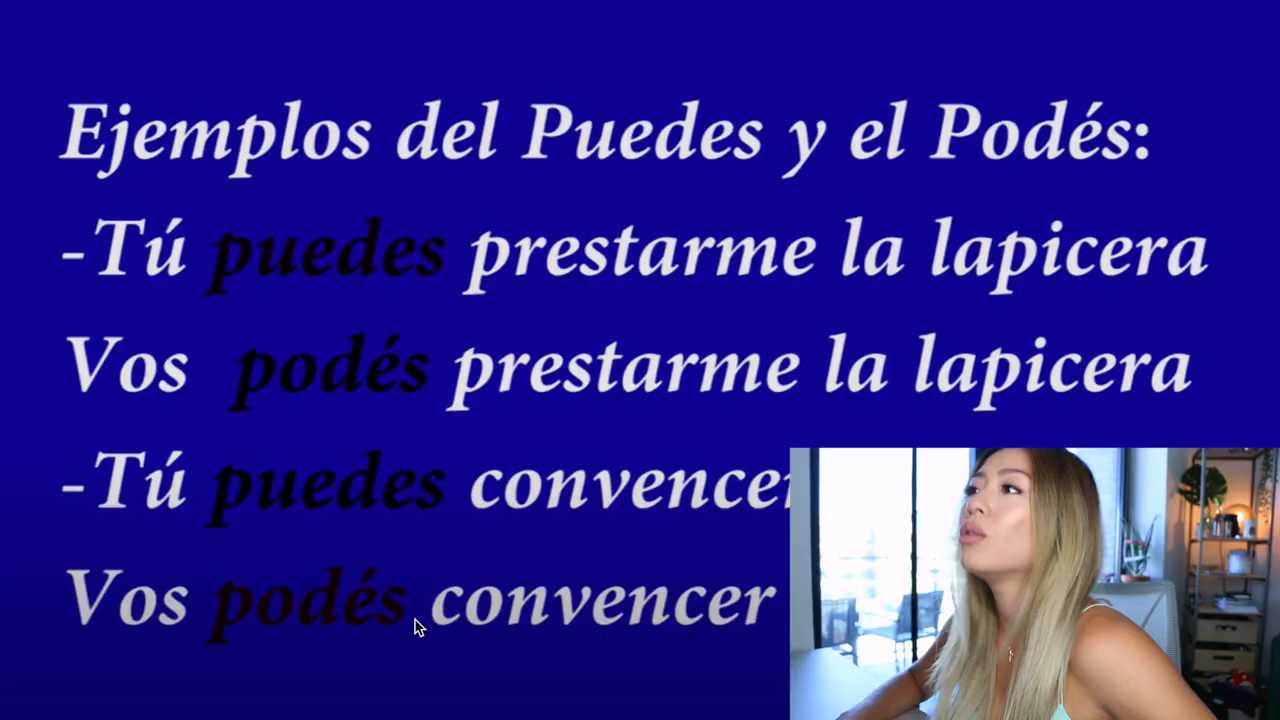 Ejemplos del Puedes y el Podés:
-Tú puedes prestarme la lapicera
Vos podés prestarme la lapicera
-Tú puedes convencer
Vos podés convencer